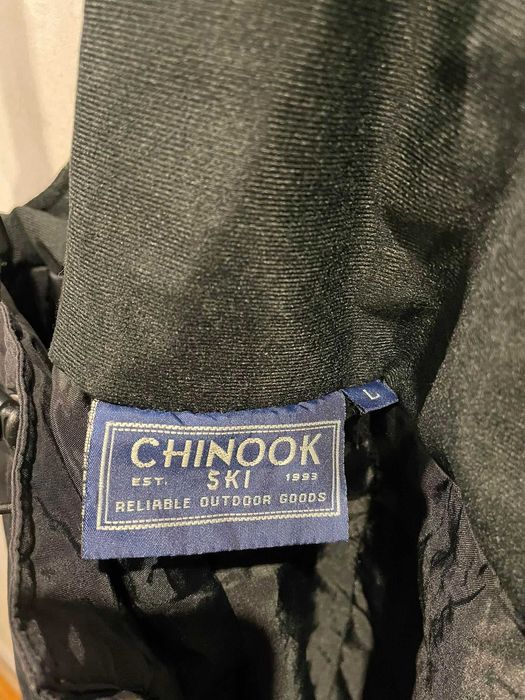 CHINOOK
EST. SKI 1993
RELIABLE OUTDOOR GOODS
L